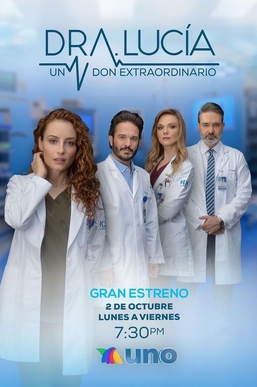 DRA. LUCÍA
UN DON EXTRAORDINARIO
GRAN ESTRENO
2 DE OCTUBRE
LUNES A VIERNES
7:30PM
uno